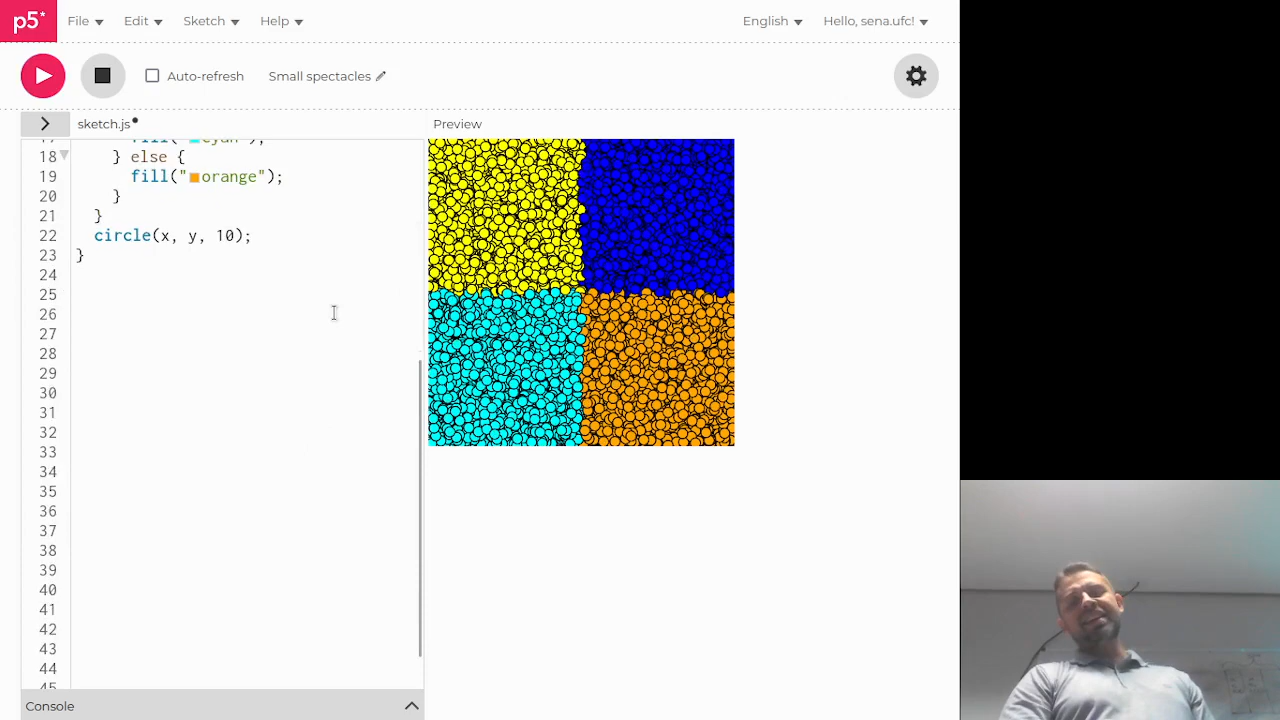 p5*
File
Edit
Sketch
Help
English
Hello, sena.ufc!
Auto-refresh
Small spectacles
sketch.js
Preview
18 } else {
19 fill("orange");
20 }
21 }
22 circle(x, y, 10);
23 }
24
25
26
27
28
29
30
31
32
33
34
35
36
37
38
39
40
41
42
43
44
Console